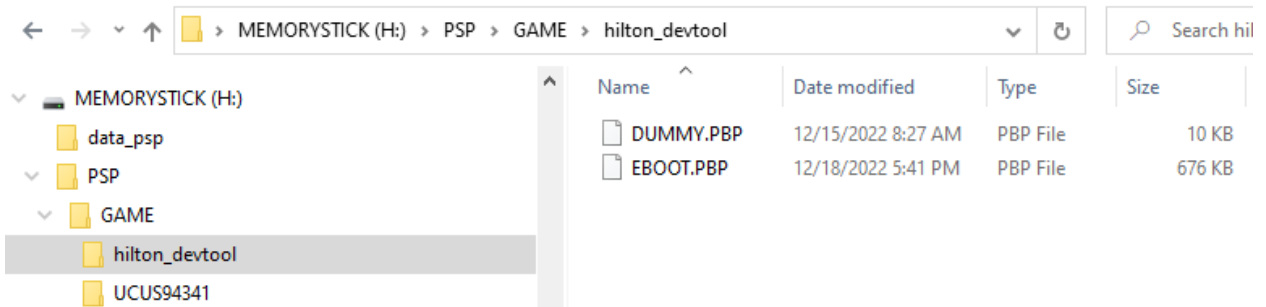 MEMORYSTICK (H:) > PSP > GAME > hilton_devtool
Search hil
MEMORYSTICK (H:)
data_psp
PSP
GAME
hilton_devtool
UCUS94341
Name Date modified Type Size
DUMMY.PBP 12/15/2022 8:27 AM PBP File 10 KB
EBOOT.PBP 12/18/2022 5:41 PM PBP File 676 KB